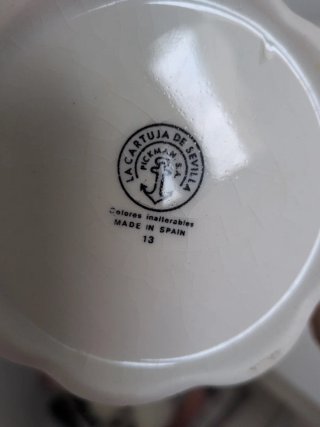 LA CARTUJA DE SEVILLA
PICKMAN S.A.
Colores inalterables
MADE IN SPAIN
13